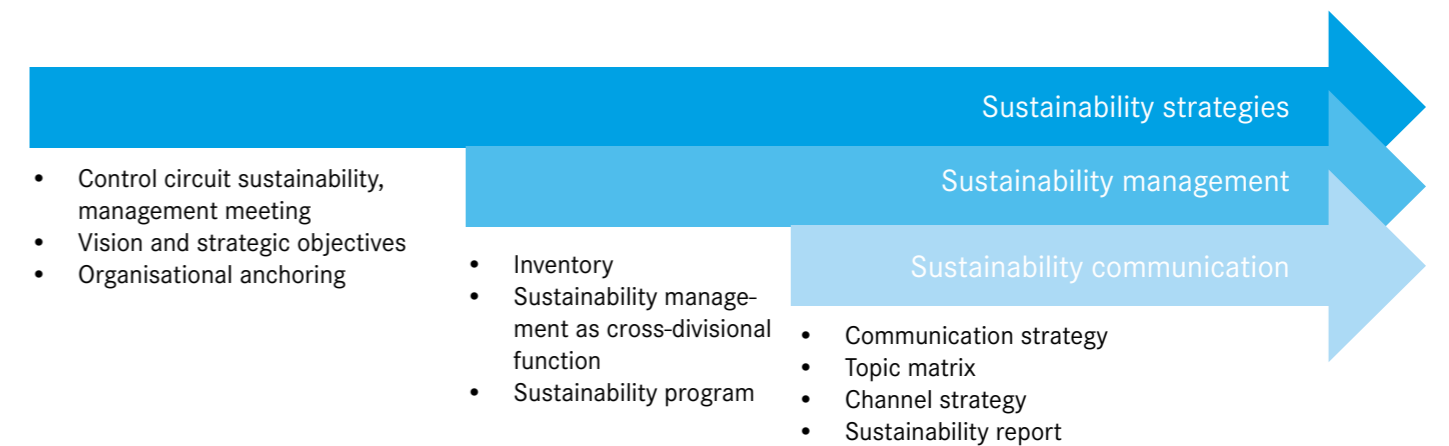 Sustainability strategies
• Control circuit sustainability,
management meeting
• Vision and strategic objectives
• Organisational anchoring
Sustainability management
• Inventory
• Sustainability manage-
ment as cross-divisional
function
• Sustainability program
Sustainability communication
• Communication strategy
• Topic matrix
• Channel strategy
• Sustainability report